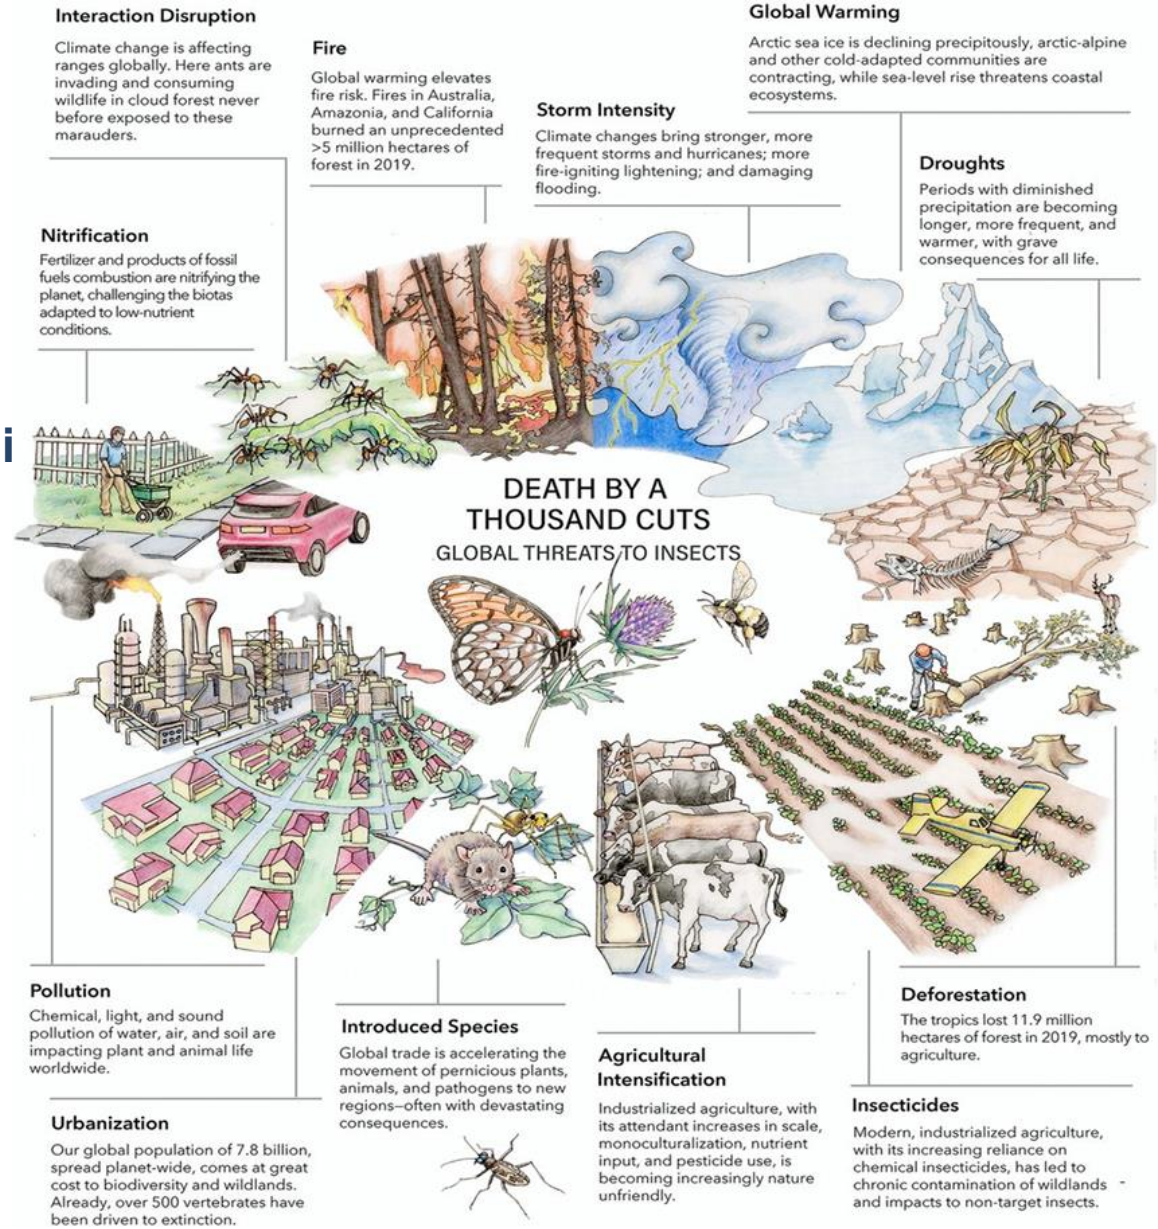 Interaction Disruption
Climate change is affecting
ranges globally. Here ants are
invading and consuming
wildlife in cloud forest never
before exposed to these
marauders.
Fire
Global warming elevates
fire risk. Fires in Australia,
Amazonia, and California
burned an unprecedented
>5 million hectares of
forest in 2019.
Storm Intensity
Climate changes bring stronger, more
frequent storms and hurricanes; more
fire-igniting lightening; and damaging
flooding.
Global Warming
Arctic sea ice is declining precipitously, arctic-alpine
and other cold-adapted communities are
contracting, while sea-level rise threatens coastal
ecosystems.
Droughts
Periods with diminished
precipitation are becoming
longer, more frequent, and
warmer, with grave
consequences for all life.
Nitrification
Fertilizer and products of fossil
fuels combustion are nitrifying the
planet, challenging the biotas
adapted to low-nutrient
conditions.
i
DEATH BY A
THOUSAND CUTS
GLOBAL THREATS TO INSECTS
Pollution
Chemical, light, and sound
pollution of water, air, and soil are
impacting plant and animal life
worldwide.
Urbanization
Our global population of 7.8 billion,
spread planet-wide, comes at great
cost to biodiversity and wildlands.
Already, over 500 vertebrates have
been driven to extinction.
Introduced Species
Global trade is accelerating the
movement of pernicious plants,
animals, and pathogens to new
regions—often with devastating
consequences.
Agricultural
Intensification
Industrialized agriculture, with
its attendant increases in scale,
monoculturalization, nutrient
input, and pesticide use, is
becoming increasingly nature
unfriendly.
Deforestation
The tropics lost 11.9 million
hectares of forest in 2019, mostly to
agriculture.
Insecticides
Modern, industrialized agriculture,
with its increasing reliance on
chemical insecticides, has led to
chronic contamination of wildlands
and impacts to non-target insects.